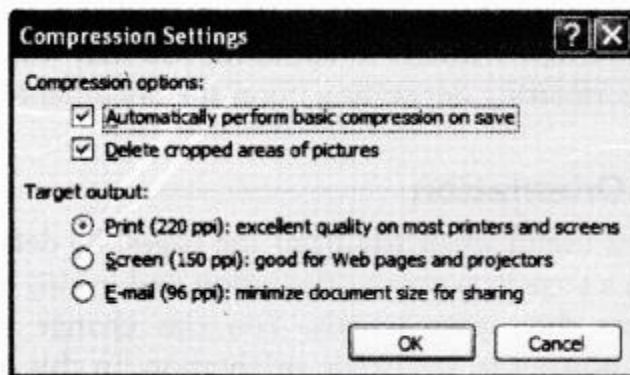 Compression Settings
Compression options:
Automatically perform basic compression on save
Delete cropped areas of pictures
Target output:
Print (220 ppi): excellent quality on most printers and screens
Screen (150 ppi): good for Web pages and projectors
E-mail (96 ppi): minimize document size for sharing
OK Cancel